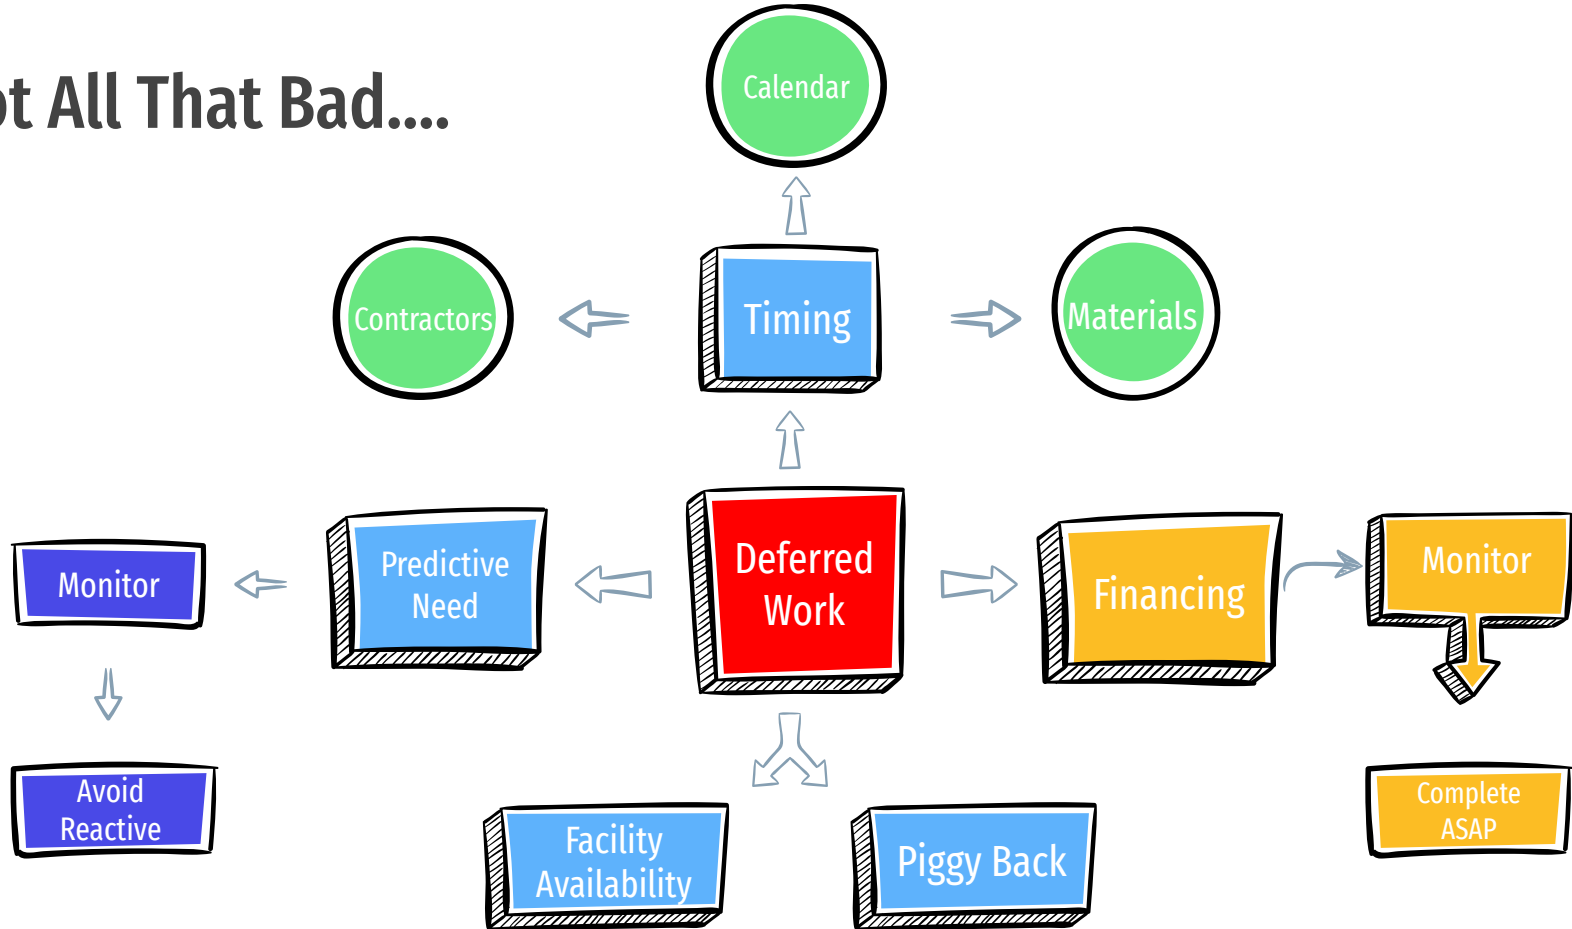 All That Bad....
Calendar
Contractors
Timing
Materials
Monitor
Predictive
Need
Deferred
Work
Financing
Monitor
Avoid
Reactive
Facility
Availability
Piggy Back
Complete
ASAP